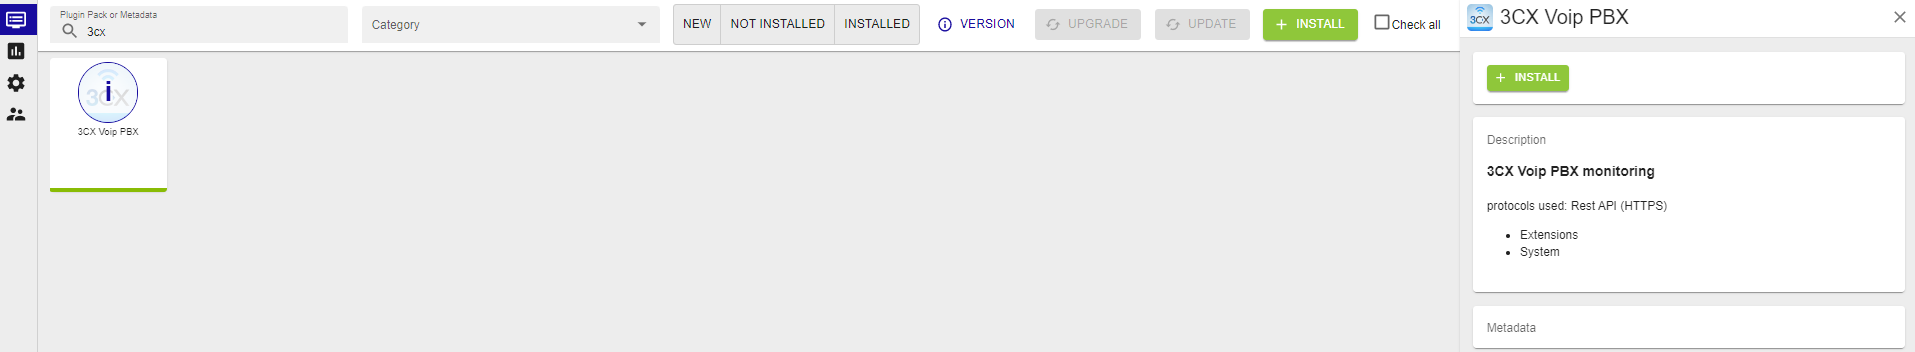 Plugin Pack or Metadata
3cx
Category
NEW
NOT INSTALLED
INSTALLED
VERSION
UPGRADE
UPDATE
INSTALL
Check all
3CX
i
3CX Voip PBX
3CX
3CX Voip PBX
INSTALL
Description
3CX Voip PBX monitoring
protocols used: Rest API (HTTPS)
Extensions
System
Metadata